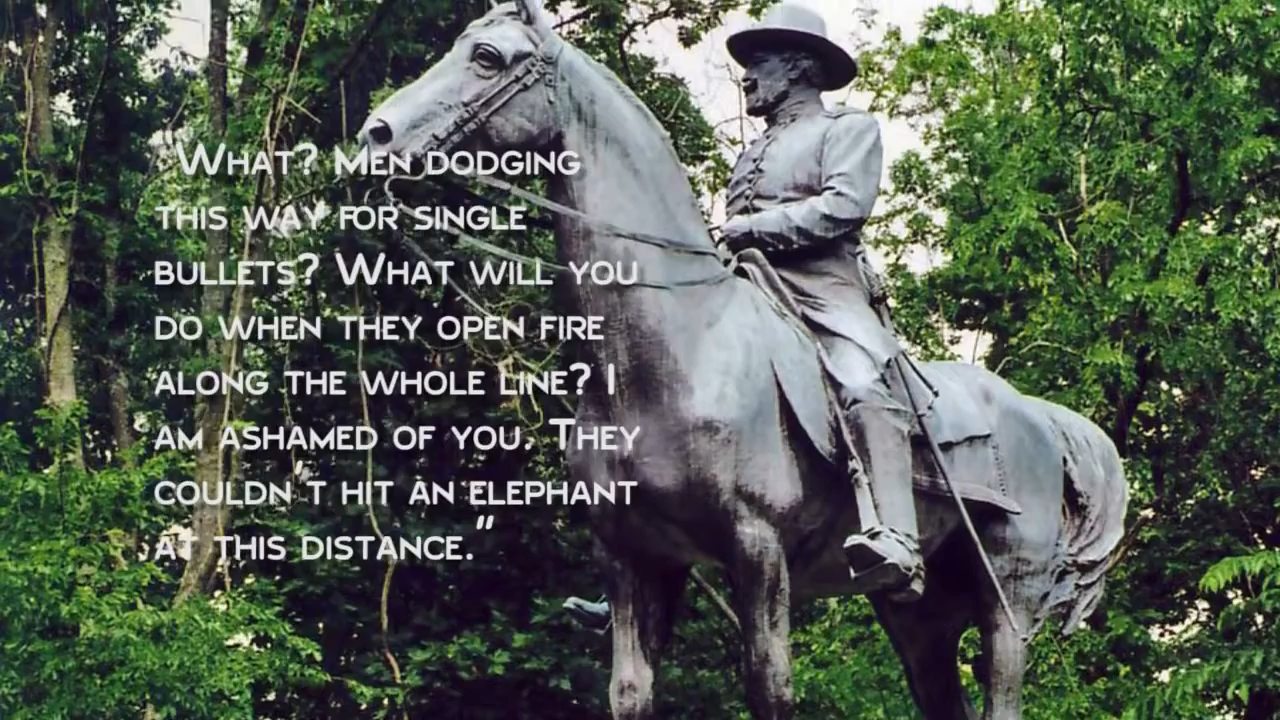 "What? Men dodging
this way for single
bullets? What will you
do when they open fire
along the whole line? I
am ashamed of you. They
couldn't hit an elephant
at this distance."